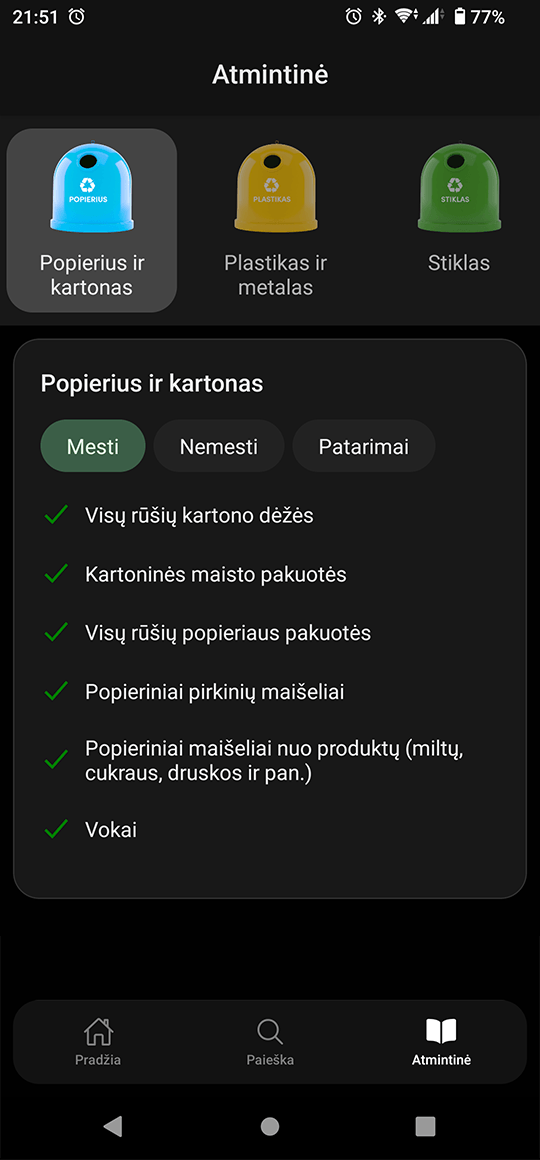 21:51
77%
Atmintinė
POPIERIUS
PLASTIKAS
STIKLAS
Popierius ir
kartonas
Plastikas ir
metalas
Stiklas
Popierius ir kartonas
Mesti
Nemesti
Patarimai
Visų rūšių kartono dėžės
Kartoninės maisto pakuotės
Visų rūšių popieriaus pakuotės
Popieriniai pirkinių maišeliai
Popieriniai maišeliai nuo produktų (miltų,
cukraus, druskos ir pan.)
Vokai
Pradžia
Paieška
Atmintinė